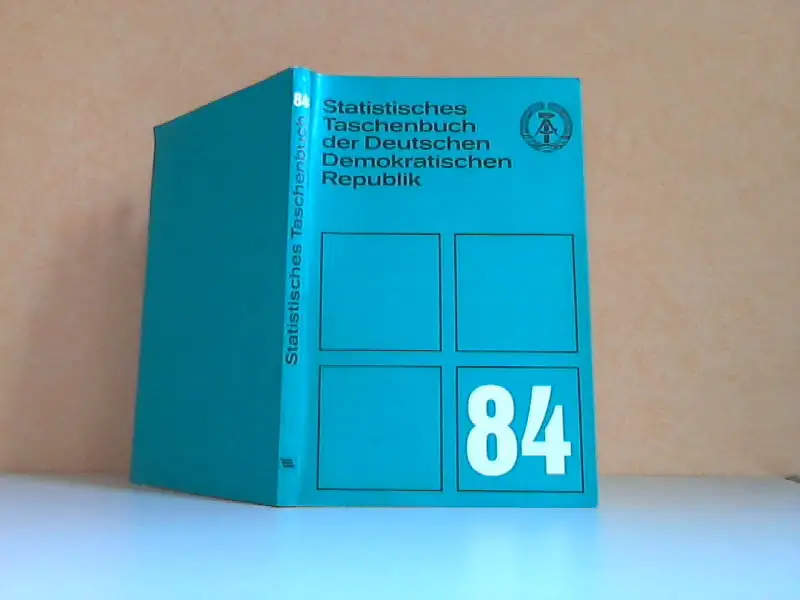 84
Statistisches Taschenbuch
Statistisches
Taschenbuch
der Deutschen
Demokratischen
Republik
84